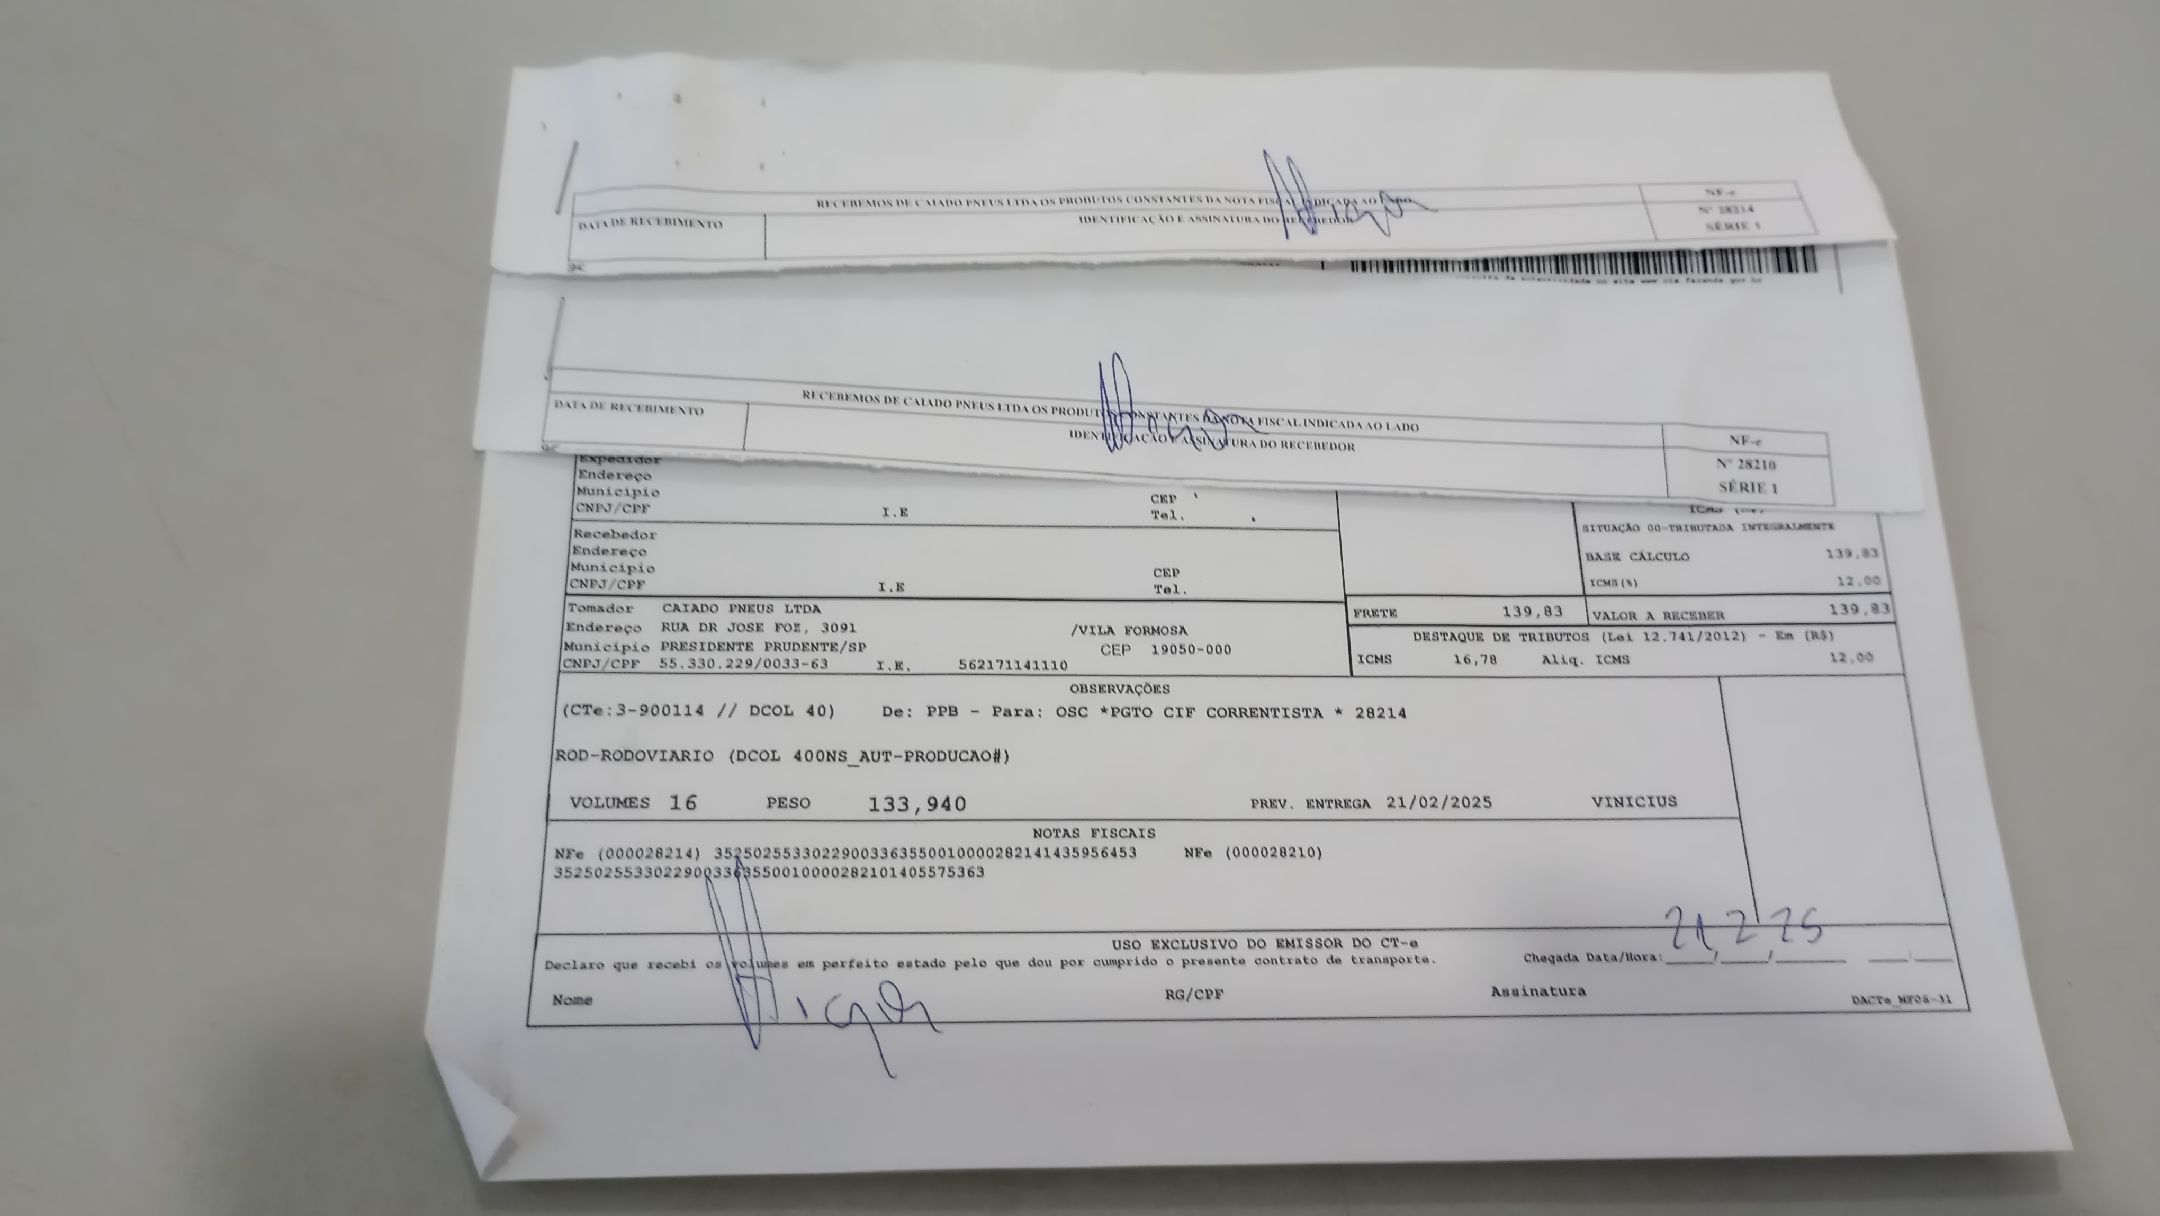 RECEBEMOS DE CAIADO PNEUS LTDA OS PRODUTOS CONSTANTES DA NOTA FISCAL INDICADA AO LADO
NF-e
DATA DE RECEBIMENTO
IDENTIFICAÇÃO E ASSINATURA DO RECEBEDOR
Nº 28214
SÉRIE 1
RECEBEMOS DE CAIADO PNEUS LTDA OS PRODUTOS CONSTANTES DA NOTA FISCAL INDICADA AO LADO
NF-e
DATA DE RECEBIMENTO
IDENTIFICAÇÃO E ASSINATURA DO RECEBEDOR
Nº 28210
SÉRIE 1
Expedidor
Endereço
Município CEP
CNPJ/CPF I.E Tel.
SITUAÇÃO 00-TRIBUTADA INTEGRALMENTE
BASE CÁLCULO 139,83
ICMS(%) 12,00
Recebedor
Endereço
Município CEP
CNPJ/CPF I.E Tel.
FRETE 139,83 VALOR A RECEBER 139,83
Tomador CAIADO PNEUS LTDA
Endereço RUA DR JOSE FOZ, 3091 /VILA FORMOSA
Município PRESIDENTE PRUDENTE/SP CEP 19050-000
CNPJ/CPF 55.330.229/0033-63 I.E. 562171141110
DESTAQUE DE TRIBUTOS (Lei 12.741/2012) - Em (R$)
ICMS 16,78 Aliq. ICMS 12,00
OBSERVAÇÕES
(CTe:3-900114 // DCOL 40) De: PPB - Para: OSC *PGTO CIF CORRENTISTA * 28214
ROD-RODOVIARIO (DCOL 400NS_AUT-PRODUCAO#)
VOLUMES 16 PESO 133,940 PREV. ENTREGA 21/02/2025 VINICIUS
NOTAS FISCAIS
NFe (000028214) 35250255330229003363550010000282141435956453 NFe (000028210)
35250255330229003363550010000282101405575363
USO EXCLUSIVO DO EMISSOR DO CT-e
Declaro que recebi os volumes em perfeito estado pelo que dou por cumprido o presente contrato de transporte.
Chegada Data/Hora: 21/2/25
Nome RG/CPF Assinatura
DACTe_MF06-11